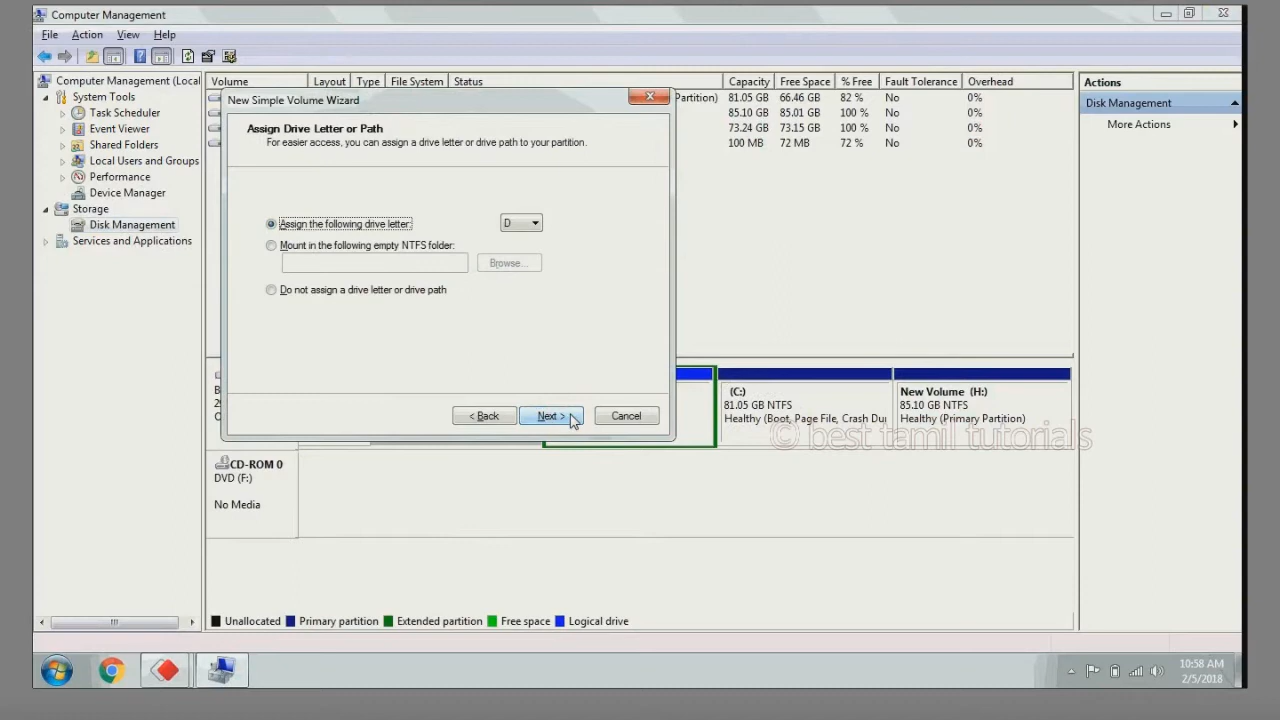 Computer Management
File Action View Help
Computer Management (Local
System Tools
Task Scheduler
Event Viewer
Shared Folders
Local Users and Groups
Performance
Device Manager
Storage
Disk Management
Services and Applications
Volume Layout Type File System Status Capacity Free Space % Free Fault Tolerance Overhead
Partition) 81.05 GB 66.46 GB 82 % No 0%
85.10 GB 85.01 GB 100 % No 0%
73.24 GB 73.15 GB 100 % No 0%
100 MB 72 MB 72 % No 0%
New Simple Volume Wizard
Assign Drive Letter or Path
For easier access, you can assign a drive letter or drive path to your partition.
Assign the following drive letter: D
Mount in the following empty NTFS folder:
Browse...
Do not assign a drive letter or drive path
< Back Next > Cancel
(C:)
81.05 GB NTFS
Healthy (Boot, Page File, Crash Du
New Volume (H:)
85.10 GB NTFS
Healthy (Primary Partition)
© best tamil tutorials
CD-ROM 0
DVD (F:)
No Media
Unallocated Primary partition Extended partition Free space Logical drive
Actions
Disk Management
More Actions
10:58 AM
2/5/2018